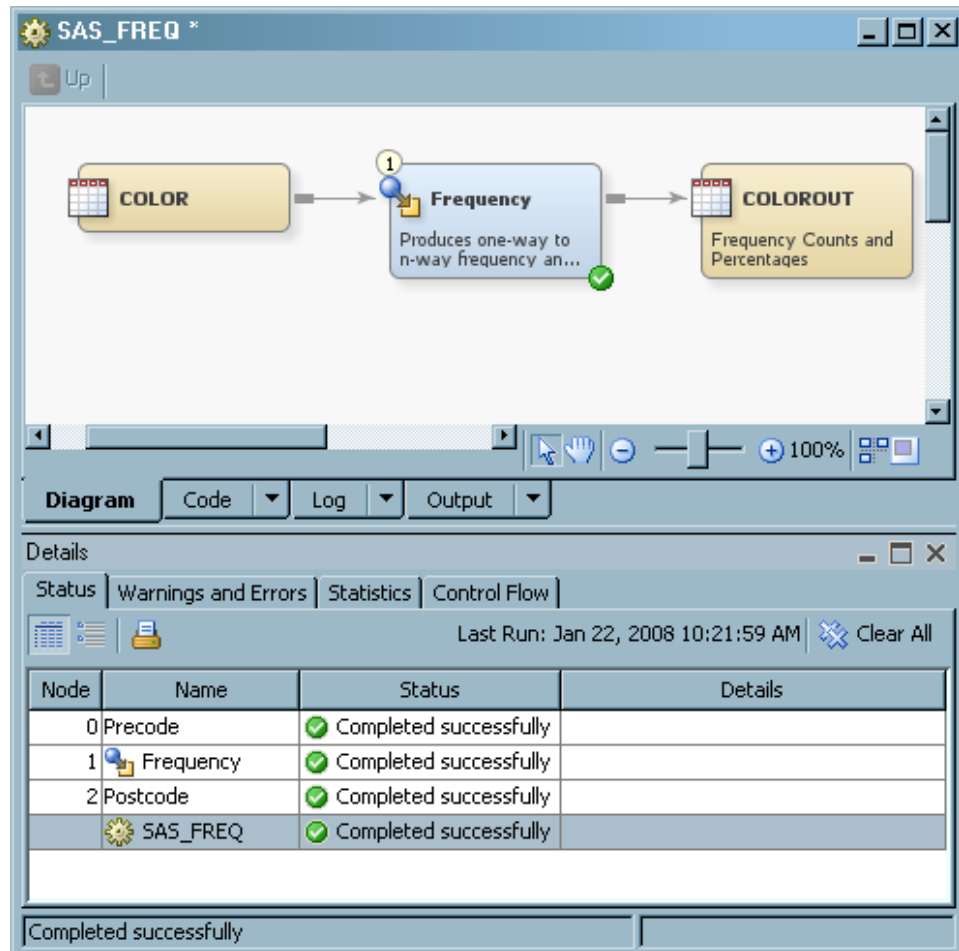 SAS_FREQ *
Up
COLOR
1
Frequency
Produces one-way to
n-way frequency an...
COLOROUT
Frequency Counts and
Percentages
100%
Diagram
Code
Log
Output
Details
Status
Warnings and Errors
Statistics
Control Flow
Last Run: Jan 22, 2008 10:21:59 AM
Clear All
Node Name Status Details
0 Precode Completed successfully
1 Frequency Completed successfully
2 Postcode Completed successfully
SAS_FREQ Completed successfully
Completed successfully